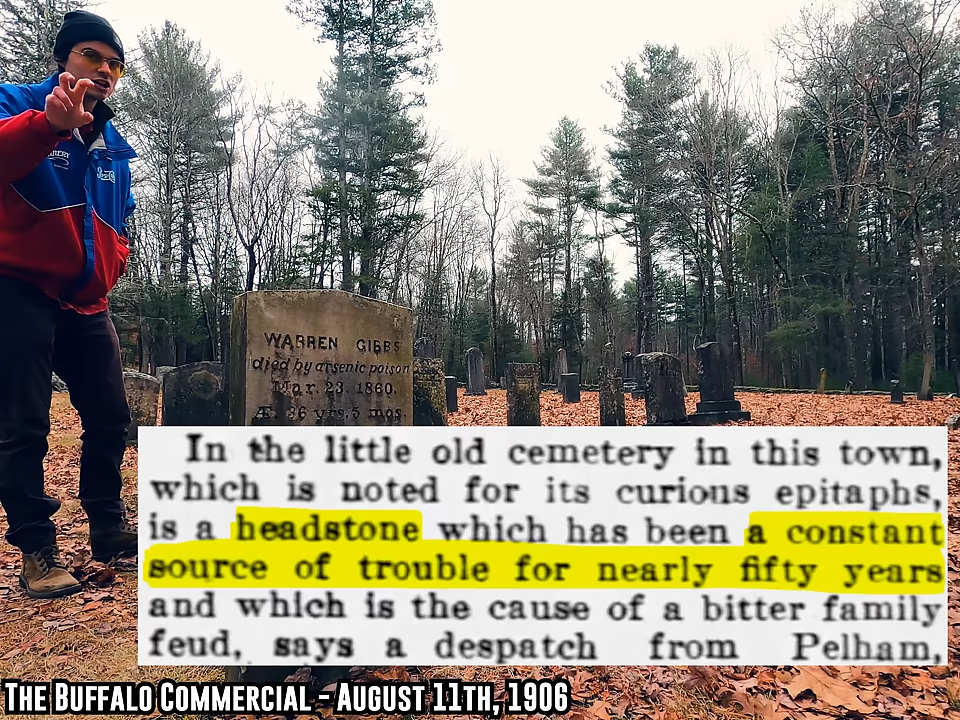 WARREN GIBBS
died by arsenic poison
Mar. 23. 1860.
Æ. 36 yrs. 5 mos.
In the little old cemetery in this town,
which is noted for its curious epitaphs,
is a headstone which has been a constant
source of trouble for nearly fifty years
and which is the cause of a bitter family
feud, says a despatch from Pelham,
THE BUFFALO COMMERCIAL - AUGUST 11TH, 1906